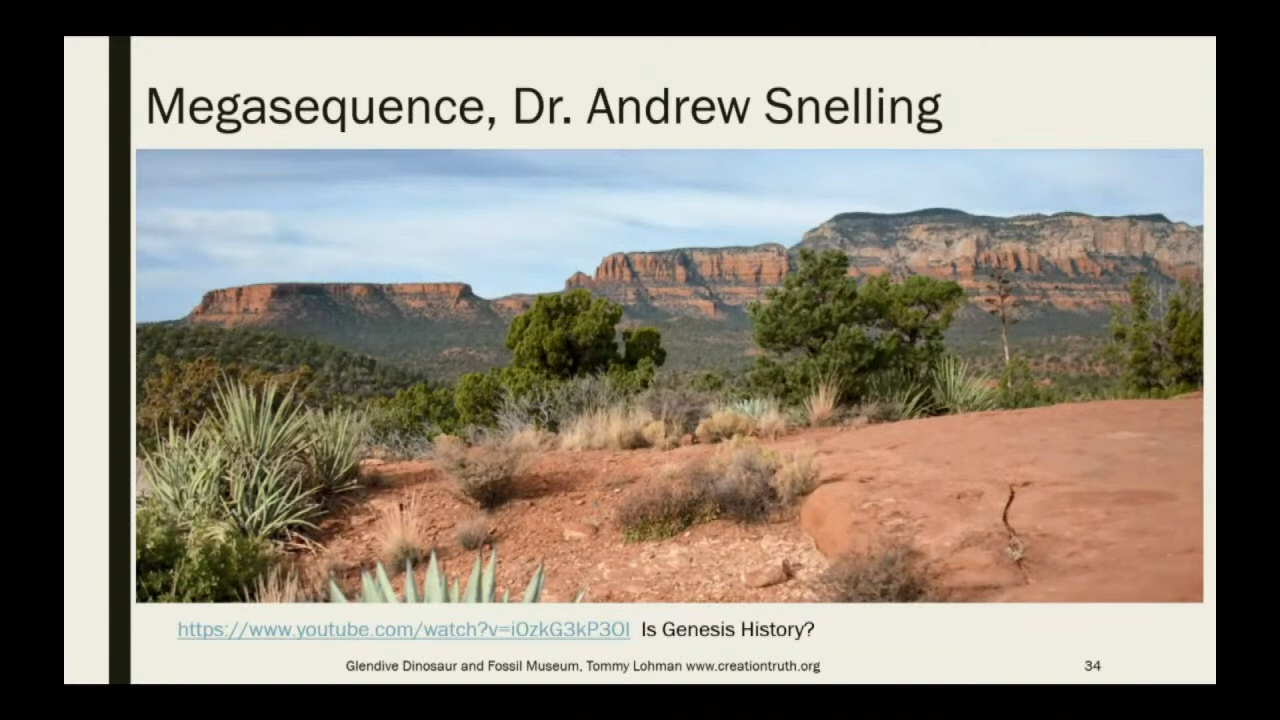 Megasequence, Dr. Andrew Snelling
https://www.youtube.com/watch?v=iOzkG3kP3OI Is Genesis History?
Glendive Dinosaur and Fossil Museum, Tommy Lohman www.creationtruth.org 34